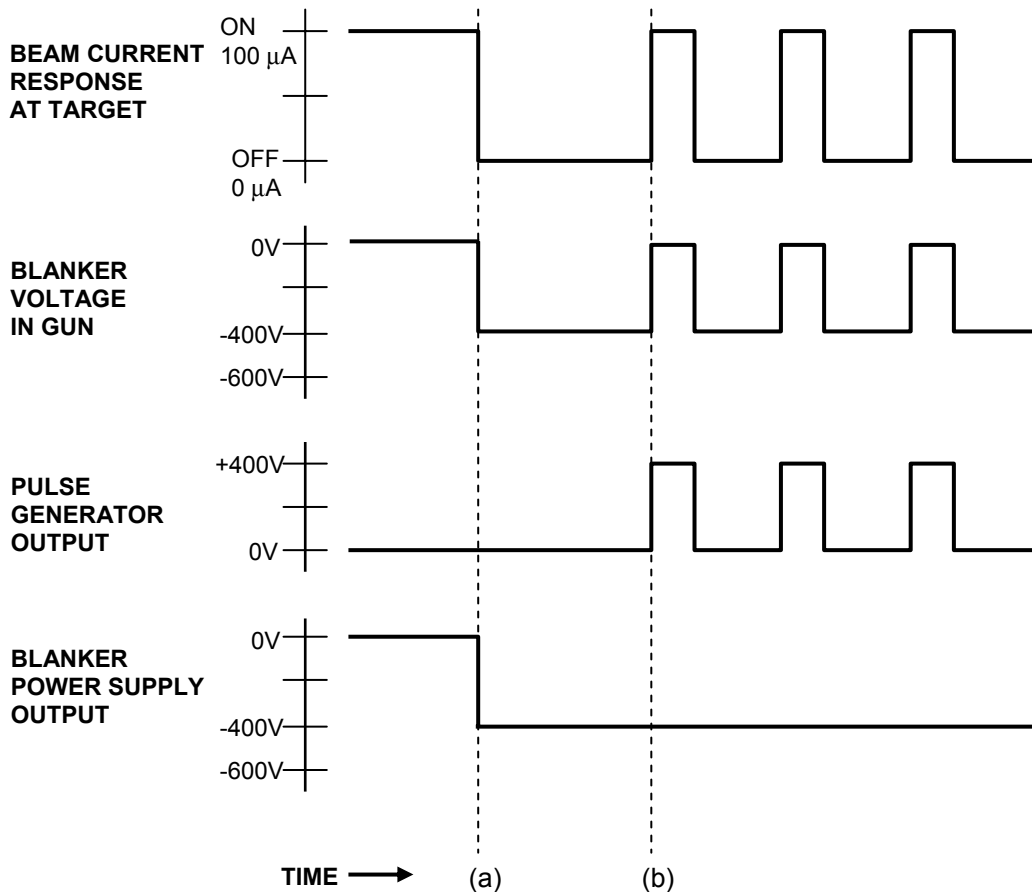 BEAM CURRENT
RESPONSE
AT TARGET
ON
100 μA
OFF
0 μA
BLANKER
VOLTAGE
IN GUN
0V
-400V
-600V
PULSE
GENERATOR
OUTPUT
+400V
0V
BLANKER
POWER SUPPLY
OUTPUT
0V
-400V
-600V
TIME
(a)
(b)